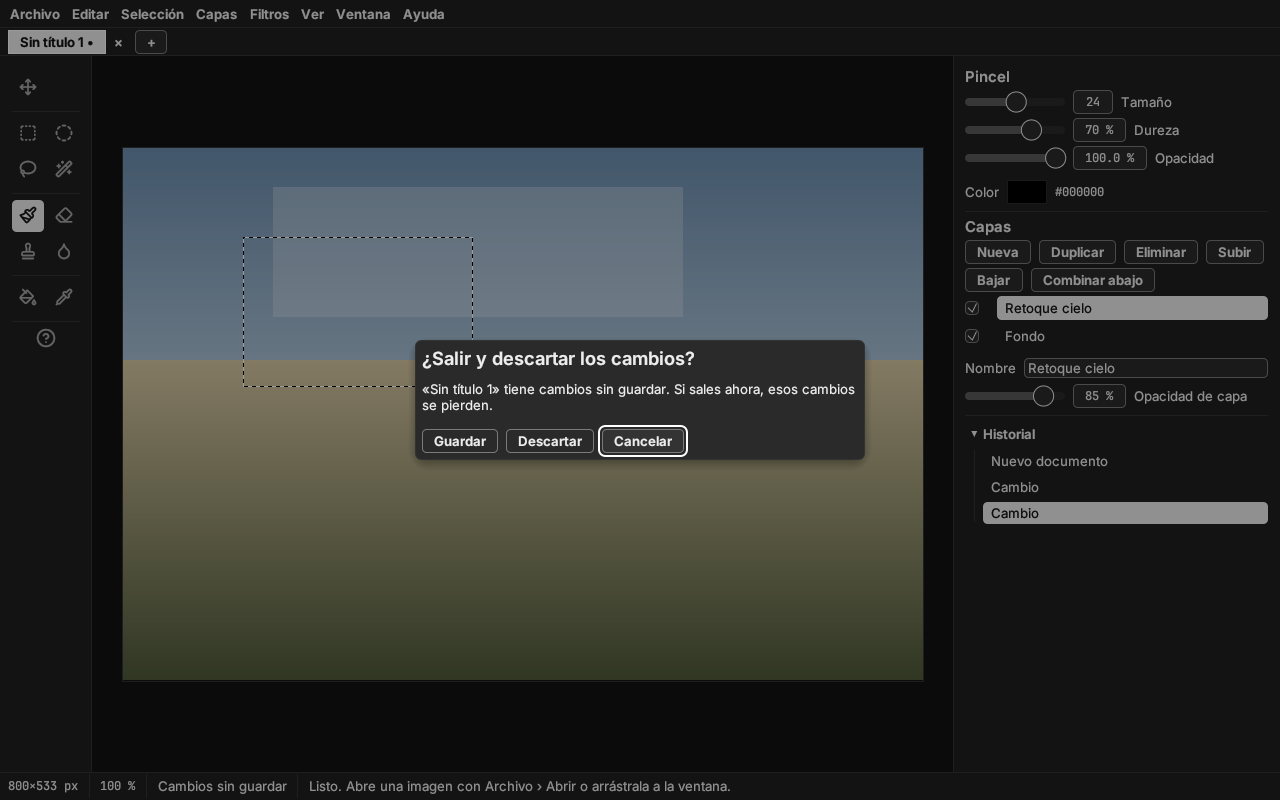 Archivo Editar Selección Capas Filtros Ver Ventana Ayuda
Sin título 1 • × +
Pincel
24 Tamaño
70 % Dureza
100.0 % Opacidad
Color #000000
Capas
Nueva Duplicar Eliminar Subir
Bajar Combinar abajo
Retoque cielo
Fondo
Nombre Retoque cielo
85 % Opacidad de capa
Historial
Nuevo documento
Cambio
Cambio
¿Salir y descartar los cambios?
«Sin título 1» tiene cambios sin guardar. Si sales ahora, esos cambios
se pierden.
Guardar Descartar Cancelar
800×533 px 100 % Cambios sin guardar Listo. Abre una imagen con Archivo › Abrir o arrástrala a la ventana.